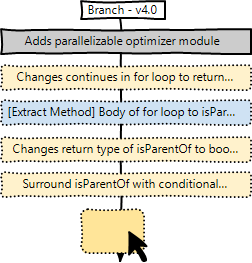 Branch - v4.0
Adds parallelizable optimizer module
Changes continues in for loop to return...
[Extract Method] Body of for loop to isPar...
Changes return type of isParentOf to boo...
Surround isParentOf with conditional...